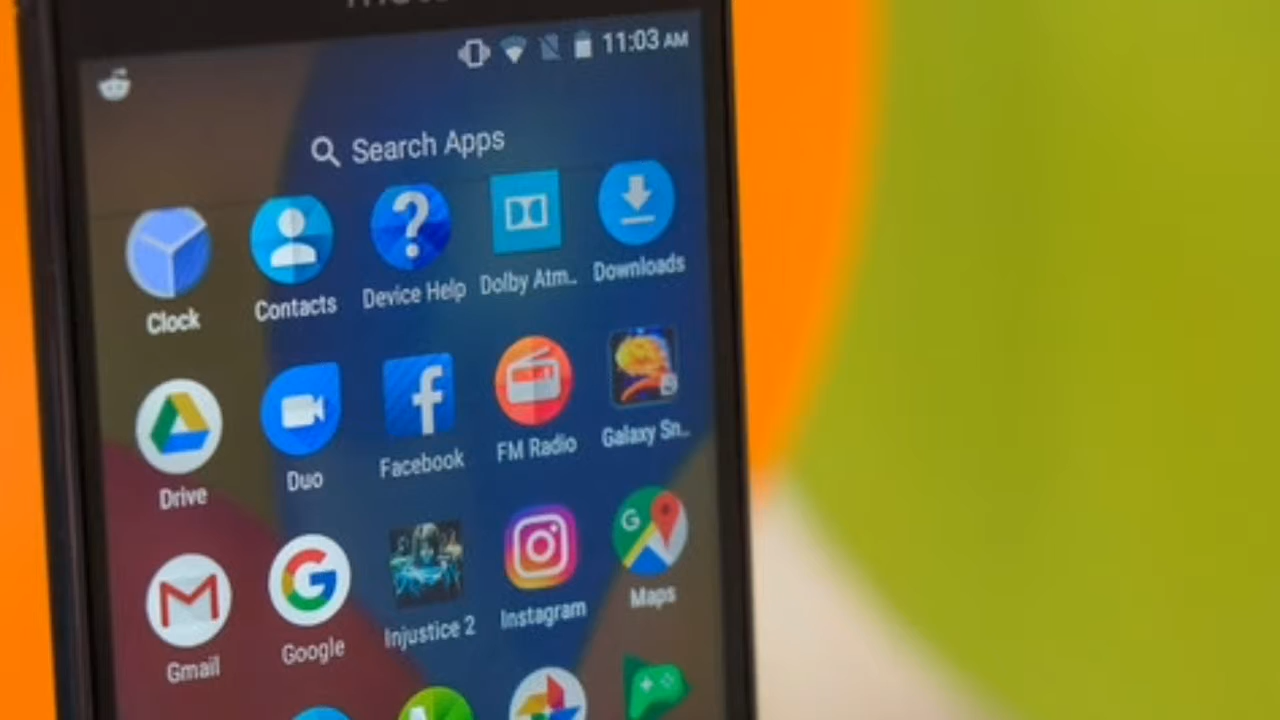 11:03 AM
Search Apps
Clock
Contacts
Device Help
Dolby Atm..
Downloads
Drive
Duo
Facebook
FM Radio
Galaxy Sn..
Gmail
Google
Injustice 2
Instagram
Maps